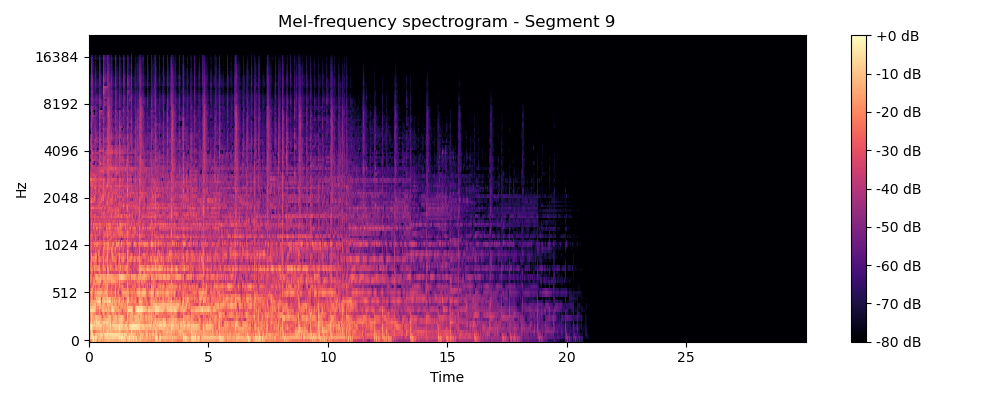 Mel-frequency spectrogram - Segment 9
Hz
16384
8192
4096
2048
1024
512
0
0 5 10 15 20 25
Time
+0 dB
-10 dB
-20 dB
-30 dB
-40 dB
-50 dB
-60 dB
-70 dB
-80 dB